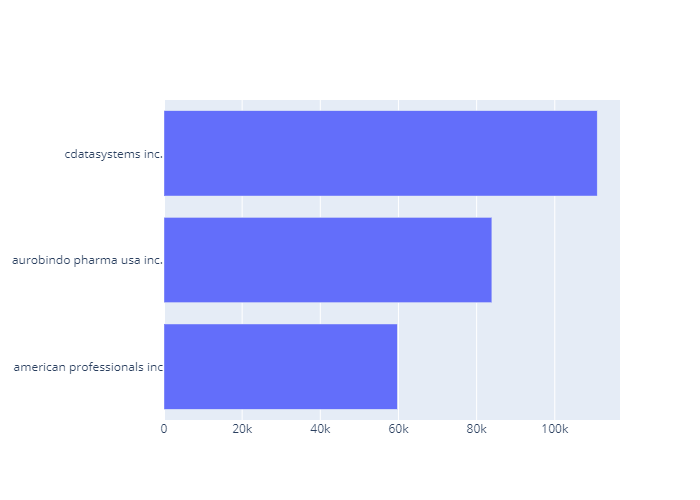 cdatasystems inc.
aurobindo pharma usa inc.
american professionals inc
0 20k 40k 60k 80k 100k